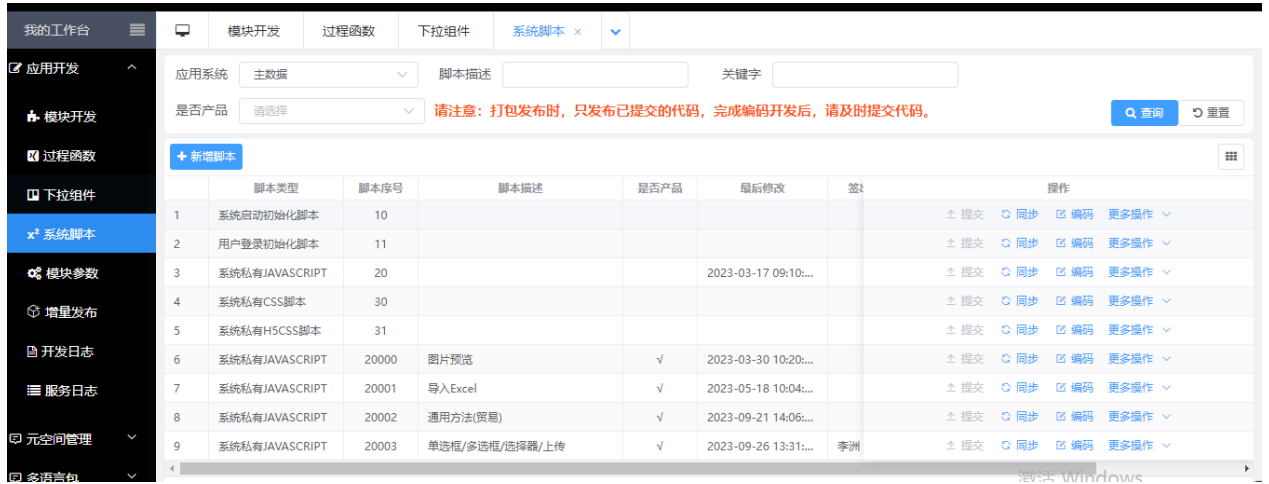 我的工作台 模块开发 过程函数 下拉组件 系统脚本 ×
应用开发
模块开发
过程函数
下拉组件
系统脚本
模块参数
增量发布
开发日志
服务日志
元空间管理
多语言包
应用系统 主数据 脚本描述 关键字
是否产品 请选择 请注意：打包发布时，只发布已提交的代码，完成编码开发后，请及时提交代码。 查询 重置
+ 新增脚本
脚本类型 脚本序号 脚本描述 是否产品 最后修改 操作
1 系统启动初始化脚本 10 提交 同步 编码 更多操作
2 用户登录初始化脚本 11 提交 同步 编码 更多操作
3 系统私有JAVASCRIPT 20 2023-03-17 09:10:... 提交 同步 编码 更多操作
4 系统私有CSS脚本 30 提交 同步 编码 更多操作
5 系统私有H5CSS脚本 31 提交 同步 编码 更多操作
6 系统私有JAVASCRIPT 20000 图片预览 √ 2023-03-30 10:20:... 提交 同步 编码 更多操作
7 系统私有JAVASCRIPT 20001 导入Excel √ 2023-05-18 10:04:... 提交 同步 编码 更多操作
8 系统私有JAVASCRIPT 20002 通用方法(贸易) √ 2023-09-21 14:06:... 提交 同步 编码 更多操作
9 系统私有JAVASCRIPT 20003 单选框/多选框/选择器/上传 √ 2023-09-26 13:31:... 李洲 提交 同步 编码 更多操作
激活 Windows